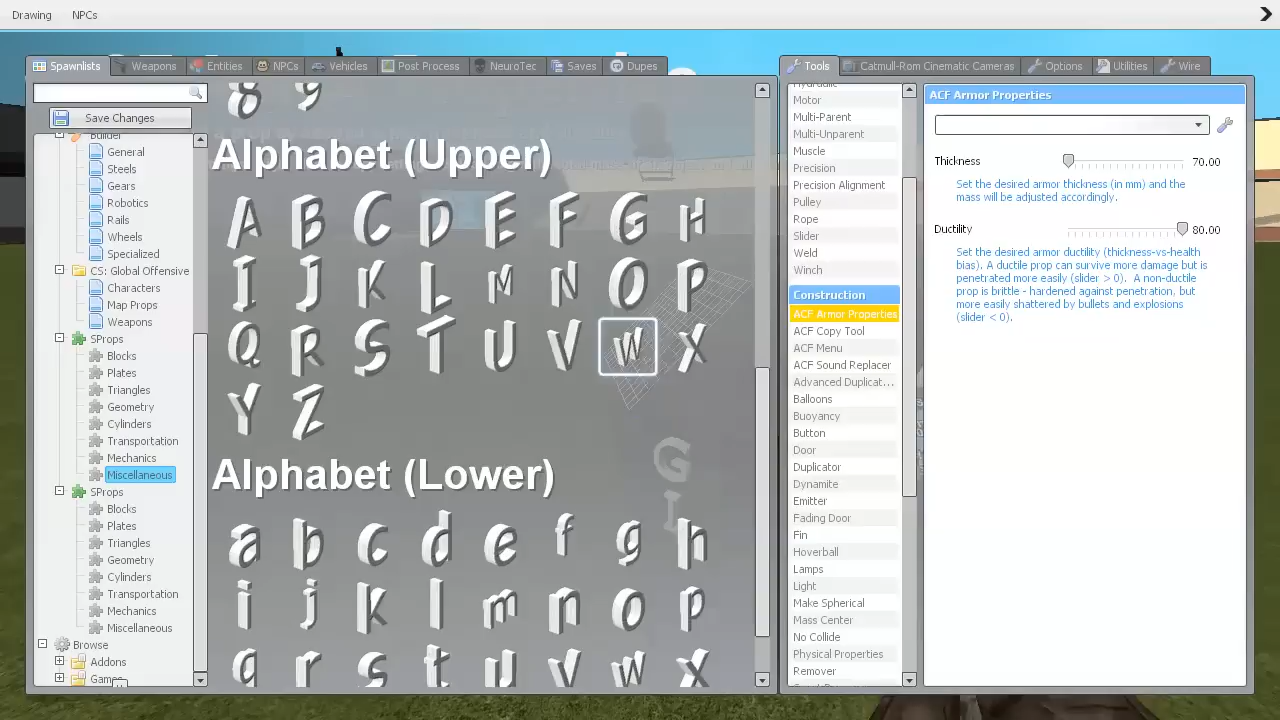 Drawing NPCs
Spawnlists Weapons Entities NPCs Vehicles Post Process NeuroTec Saves Dupes
Save Changes
Builder
General
Steels
Gears
Robotics
Rails
Wheels
Specialized
CS: Global Offensive
Characters
Map Props
Weapons
SProps
Blocks
Plates
Triangles
Geometry
Cylinders
Transportation
Mechanics
Miscellaneous
SProps
Blocks
Plates
Triangles
Geometry
Cylinders
Transportation
Mechanics
Miscellaneous
Browse
Addons
Games
8 9
Alphabet (Upper)
A B C D E F G H
I J K L M N O P
Q R S T U V W X
Y Z
Alphabet (Lower)
a b c d e f g h
i j k l m n o p
q r s t u v w x
Tools Catmull-Rom Cinematic Cameras Options Utilities Wire
Hydraulic
Motor
Multi-Parent
Multi-Unparent
Muscle
Precision
Precision Alignment
Pulley
Rope
Slider
Weld
Winch
Construction
ACF Armor Properties
ACF Copy Tool
ACF Menu
ACF Sound Replacer
Advanced Duplicat...
Balloons
Buoyancy
Button
Door
Duplicator
Dynamite
Emitter
Fading Door
Fin
Hoverball
Lamps
Light
Make Spherical
Mass Center
No Collide
Physical Properties
Remover
ACF Armor Properties
Thickness 70.00
Set the desired armor thickness (in mm) and the
mass will be adjusted accordingly.
Ductility 80.00
Set the desired armor ductility (thickness-vs-health
bias). A ductile prop can survive more damage but is
penetrated more easily (slider > 0). A non-ductile
prop is brittle - hardened against penetration, but
more easily shattered by bullets and explosions
(slider < 0).